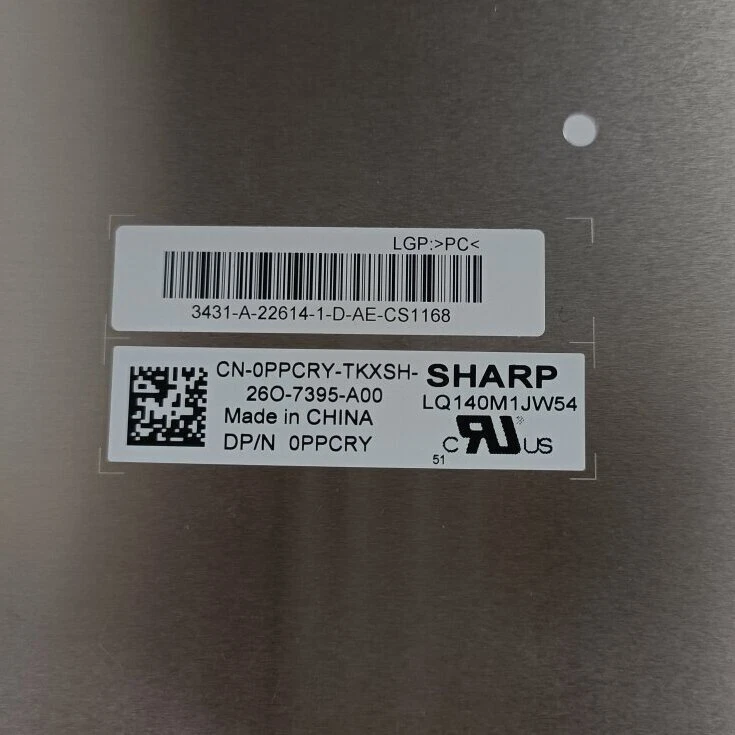 LGP:>PC<
3431-A-22614-1-D-AE-CS1168
CN-0PPCRY-TKXSH-
26O-7395-A00
Made in CHINA
DP/N 0PPCRY
SHARP
LQ140M1JW54
c RU US
51